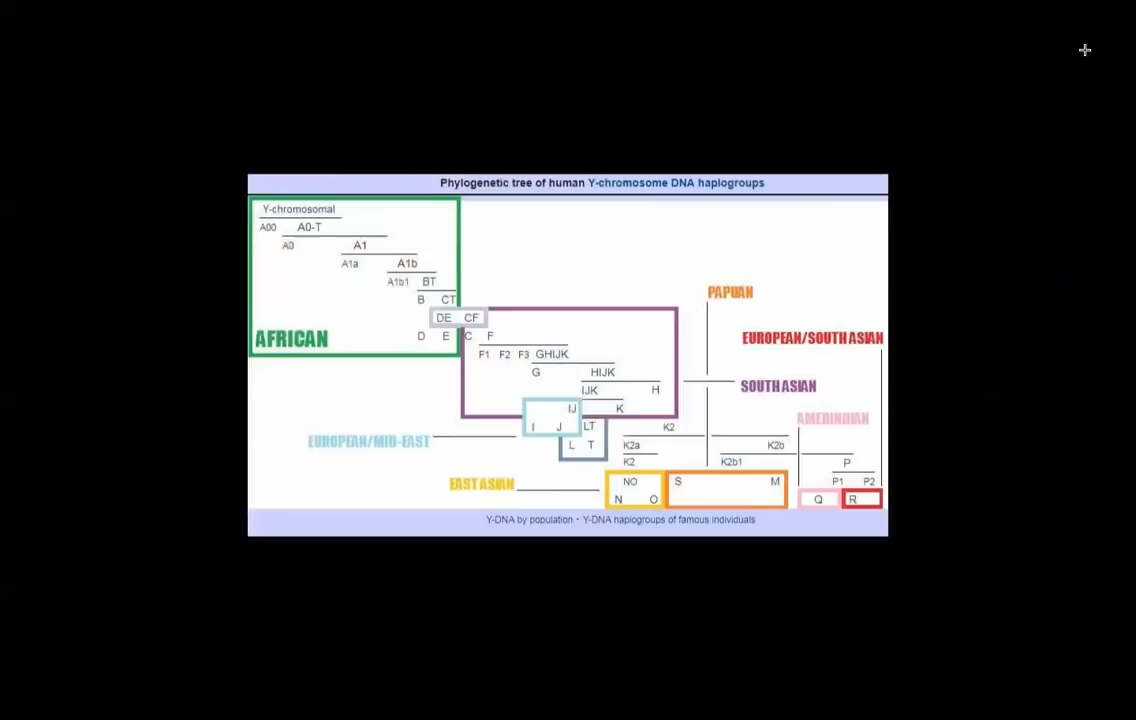 Phylogenetic tree of human Y-chromosome DNA haplogroups
Y-chromosomal
A00 A0-T
A0 A1
A1a A1b
A1b1 BT
B CT
PAPUAN
DE CF
AFRICAN
D E C F
EUROPEAN/SOUTH ASIAN
F1 F2 F3 GHIJK
G HIJK
SOUTH ASIAN
IJK H
IJ K
AMERINDIAN
I J LT K2
EUROPEAN/MID-EAST
L T K2a K2b
K2 K2b1 P
EAST ASIAN
NO S M P1 P2
N O Q R
Y-DNA by population · Y-DNA haplogroups of famous individuals